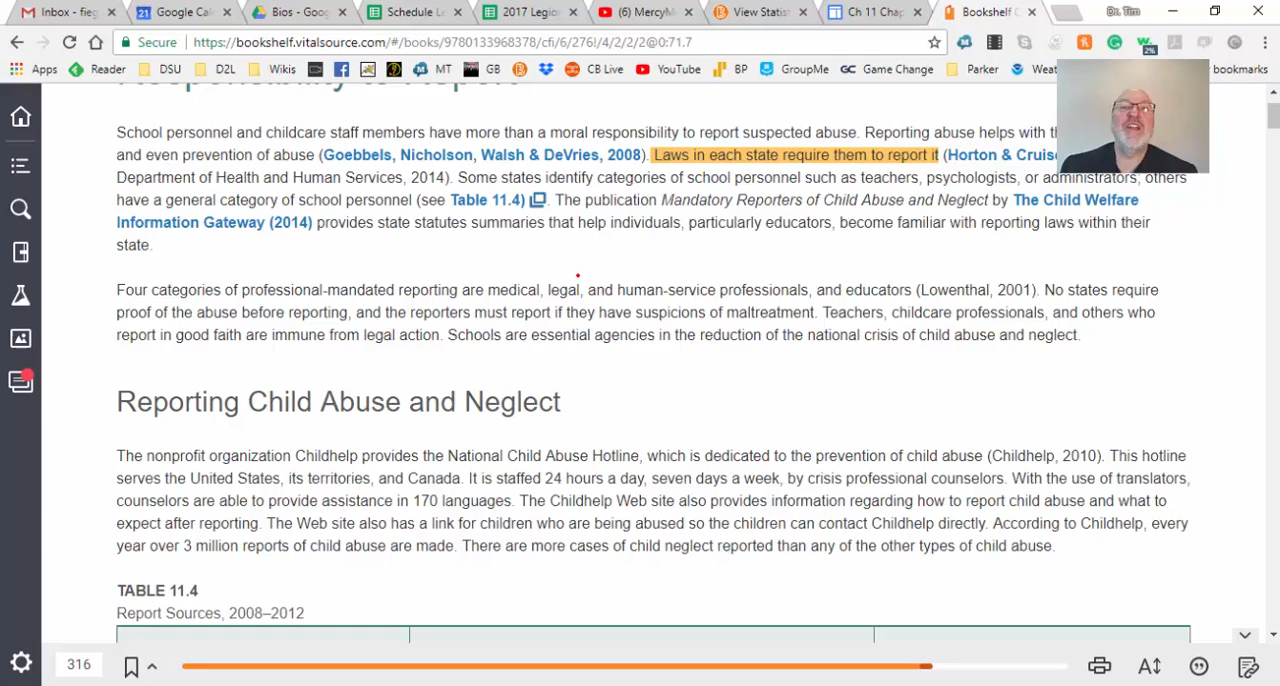 Inbox - fieg
Google Cal
Bios - Goog
Schedule Le
2017 Legion
(6) MercyM
View Statist
Ch 11 Chap
Bookshelf O
Dr. Tim
Secure https://bookshelf.vitalsource.com/#/books/9780133968378/cfi/6/276!/4/2/2/2@0:71.7
2%
Apps Reader DSU D2L Wikis MT GB CB Live YouTube BP GroupMe Game Change Parker Weat bookmarks
School personnel and childcare staff members have more than a moral responsibility to report suspected abuse. Reporting abuse helps with th
and even prevention of abuse (Goebbels, Nicholson, Walsh & DeVries, 2008). Laws in each state require them to report it (Horton & Cruise
Department of Health and Human Services, 2014). Some states identify categories of school personnel such as teachers, psychologists, or administrators; others
have a general category of school personnel (see Table 11.4) . The publication Mandatory Reporters of Child Abuse and Neglect by The Child Welfare
Information Gateway (2014) provides state statutes summaries that help individuals, particularly educators, become familiar with reporting laws within their
state.
Four categories of professional-mandated reporting are medical, legal, and human-service professionals, and educators (Lowenthal, 2001). No states require
proof of the abuse before reporting, and the reporters must report if they have suspicions of maltreatment. Teachers, childcare professionals, and others who
report in good faith are immune from legal action. Schools are essential agencies in the reduction of the national crisis of child abuse and neglect.
Reporting Child Abuse and Neglect
The nonprofit organization Childhelp provides the National Child Abuse Hotline, which is dedicated to the prevention of child abuse (Childhelp, 2010). This hotline
serves the United States, its territories, and Canada. It is staffed 24 hours a day, seven days a week, by crisis professional counselors. With the use of translators,
counselors are able to provide assistance in 170 languages. The Childhelp Web site also provides information regarding how to report child abuse and what to
expect after reporting. The Web site also has a link for children who are being abused so the children can contact Childhelp directly. According to Childhelp, every
year over 3 million reports of child abuse are made. There are more cases of child neglect reported than any of the other types of child abuse.
TABLE 11.4
Report Sources, 2008–2012
316